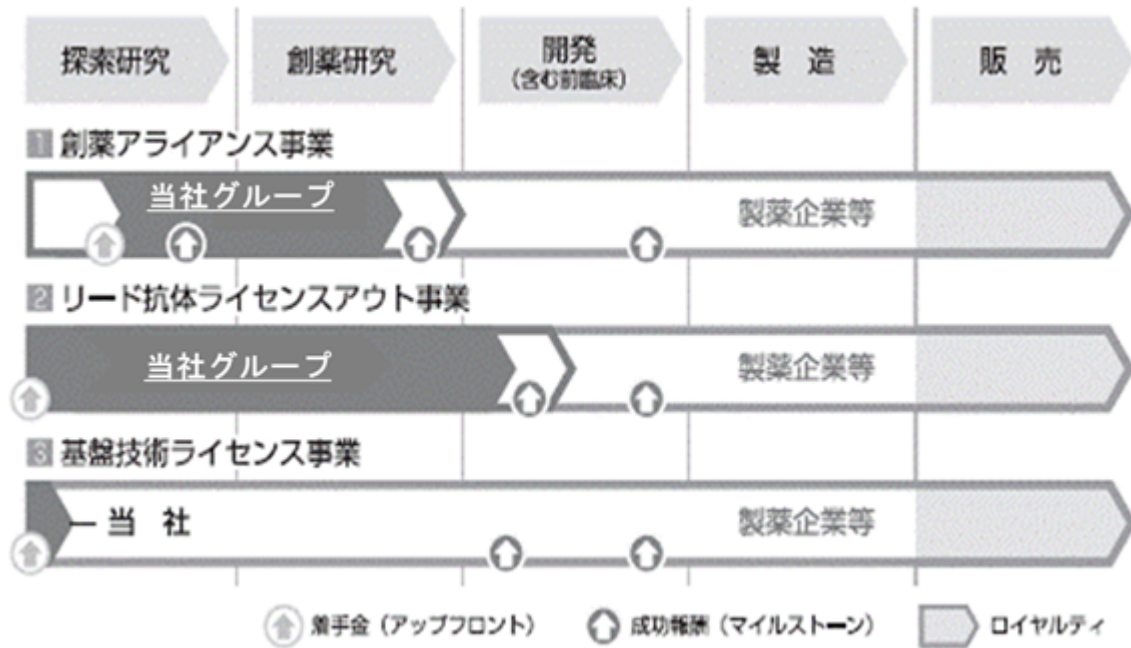 探索研究
創薬研究
開発
(含む前臨床)
製造
販売
1 創薬アライアンス事業
当社グループ
製薬企業等
2 リード抗体ライセンスアウト事業
当社グループ
製薬企業等
3 基盤技術ライセンス事業
当社
製薬企業等
着手金(アップフロント)
成功報酬(マイルストーン)
ロイヤルティ